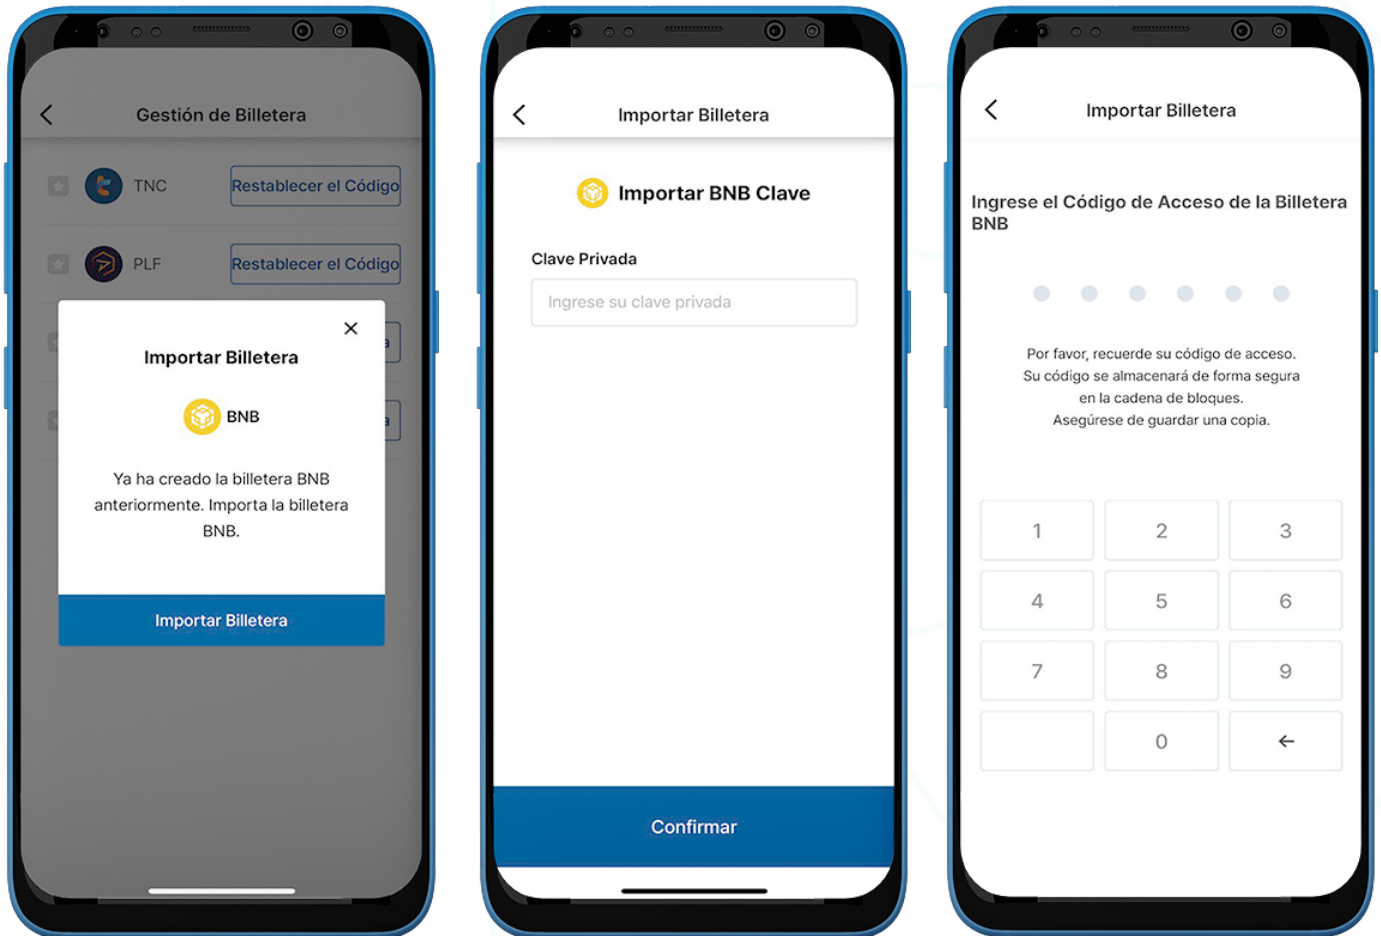 Gestión de Billetera
TNC
Restablecer el Código
PLF
Restablecer el Código
Importar Billetera
BNB
Ya ha creado la billetera BNB
anteriormente. Importa la billetera
BNB.
Importar Billetera
Importar Billetera
Importar BNB Clave
Clave Privada
Ingrese su clave privada
Confirmar
Importar Billetera
Ingrese el Código de Acceso de la Billetera
BNB
Por favor, recuerde su código de acceso.
Su código se almacenará de forma segura
en la cadena de bloques.
Asegúrese de guardar una copia.
1 2 3
4 5 6
7 8 9
0